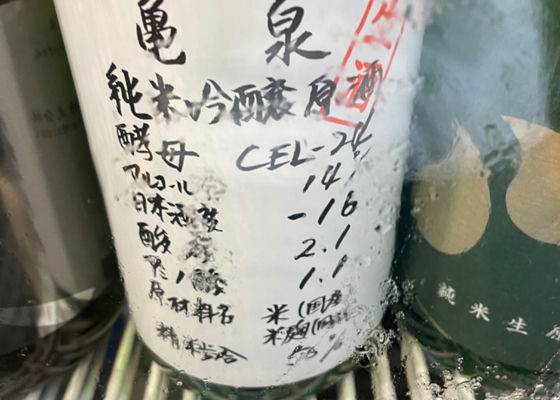 亀泉
純米吟醸原酒
酵母 CEL-24
アルコール 14
日本酒度 -16
酸度 2.1
アミノ酸 1.1
原材料名 米(国産
米麹(国
精米歩合 %
純米生